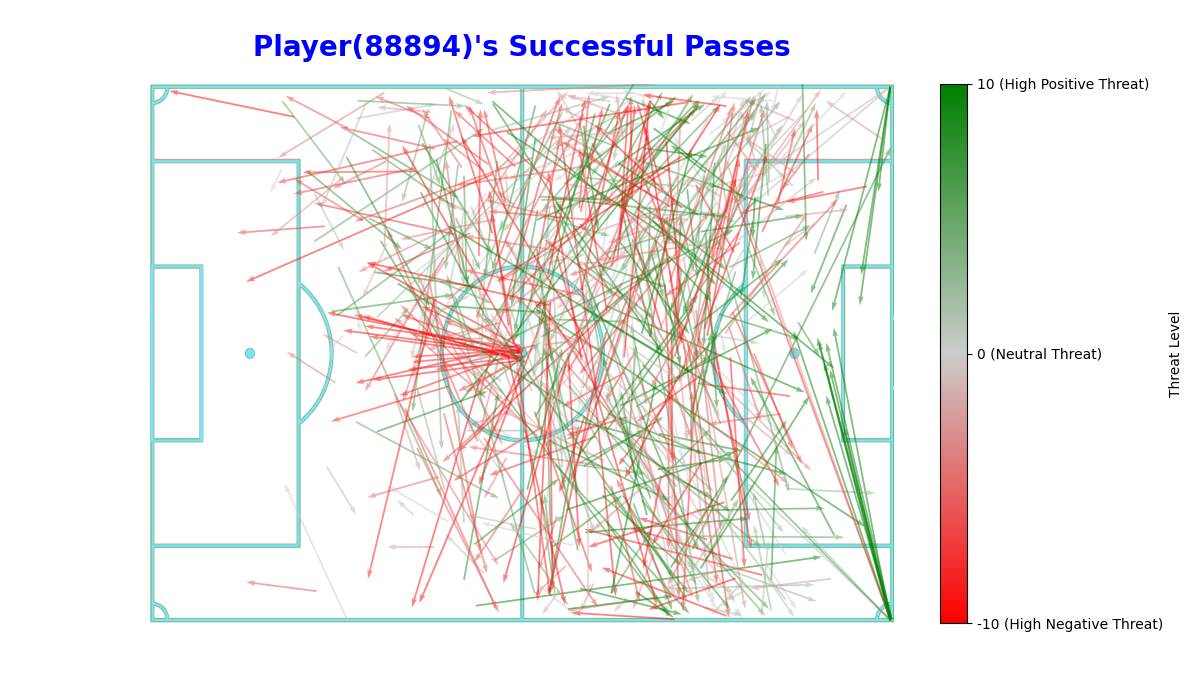 Player(88894)'s Successful Passes
10 (High Positive Threat)
0 (Neutral Threat)
-10 (High Negative Threat)
Threat Level